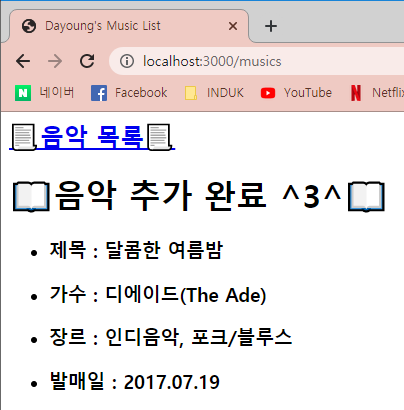 Dayoung's Music List
localhost:3000/musics
네이버 Facebook INDUK YouTube Netflix
음악 목록
음악 추가 완료 ^3^
제목 : 달콤한 여름밤
가수 : 디에이드(The Ade)
장르 : 인디음악, 포크/블루스
발매일 : 2017.07.19